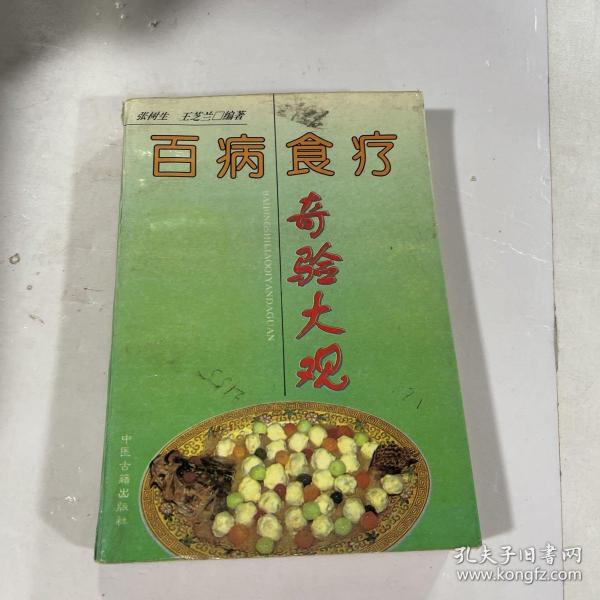 张树生 王芝兰□编著
百病食疗
奇验大观
BAIBINGSHILIAOQIYANDAGUAN
中医古籍出版社
孔夫子旧书网
www.kongfz.com